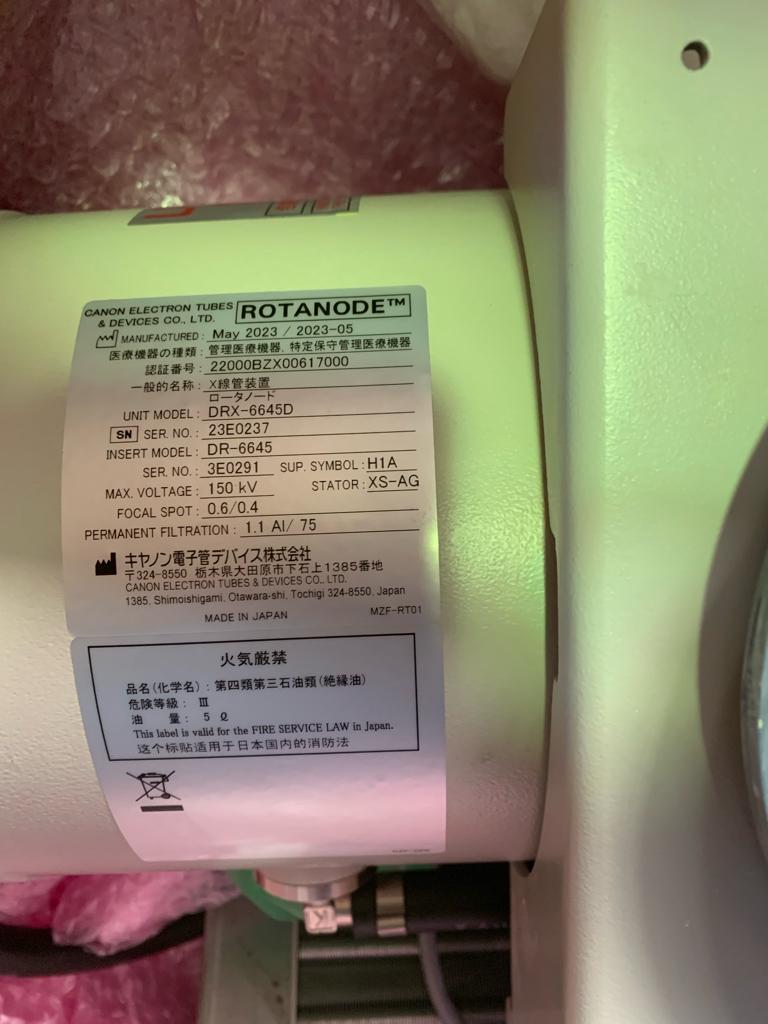 CANON ELECTRON TUBES & DEVICES CO., LTD. ROTANODE™
MANUFACTURED: May 2023 / 2023-05
医療機器の種類: 管理医療機器, 特定保守管理医療機器
認証番号: 22000BZX00617000
一般的名称: X線管装置
ロータノード
UNIT MODEL: DRX-6645D
SN SER. NO.: 23E0237
INSERT MODEL: DR-6645
SER. NO.: 3E0291 SUP. SYMBOL: H1A
MAX. VOLTAGE: 150 kV STATOR: XS-AG
FOCAL SPOT: 0.6/0.4
PERMANENT FILTRATION: 1.1 Al/ 75
キヤノン電子管デバイス株式会社
〒324-8550 栃木県大田原市下石上1385番地
CANON ELECTRON TUBES & DEVICES CO., LTD.
1385, Shimoishigami, Otawara-shi, Tochigi 324-8550, Japan
MADE IN JAPAN MZF-RT01
火気厳禁
品名(化学名): 第四類第三石油類(絶縁油)
危険等級: Ⅲ
油 量: 5 ℓ
This label is valid for the FIRE SERVICE LAW in Japan.
这个标贴适用于日本国内的消防法